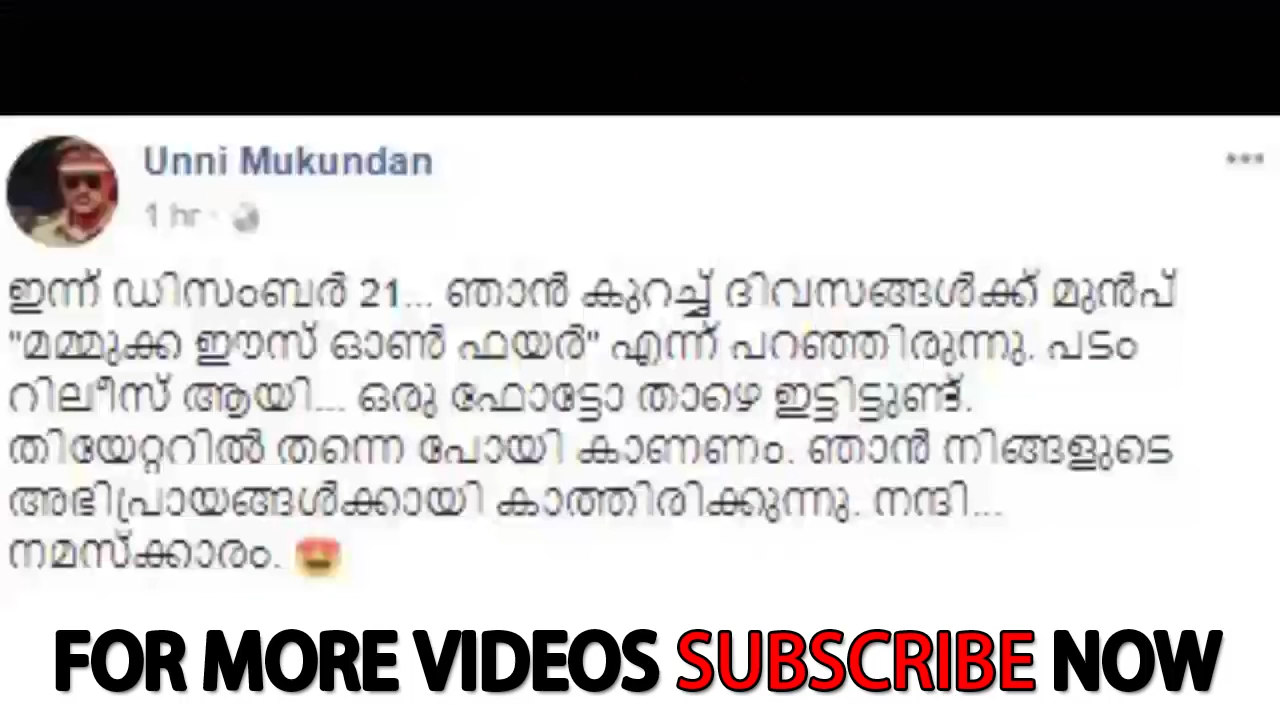 Unni Mukundan
1 hr ·
ഇന്ന് ഡിസംബർ 21... ഞാൻ കുറച്ച് ദിവസങ്ങൾക്ക് മുൻപ്
"മമ്മുക്ക ഈസ് ഓൺ ഫയർ" എന്ന് പറഞ്ഞിരുന്നു. പടം
റിലീസ് ആയി... ഒരു ഫോട്ടോ താഴെ ഇട്ടിട്ടുണ്ട്.
തിയേറ്ററിൽ തന്നെ പോയി കാണണം. ഞാൻ നിങ്ങളുടെ
അഭിപ്രായങ്ങൾക്കായി കാത്തിരിക്കുന്നു. നന്ദി...
നമസ്ക്കാരം. 😍
FOR MORE VIDEOS SUBSCRIBE NOW